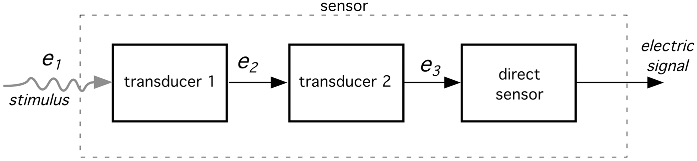 sensor
e1
stimulus
transducer 1
e2
transducer 2
e3
direct
sensor
electric
signal